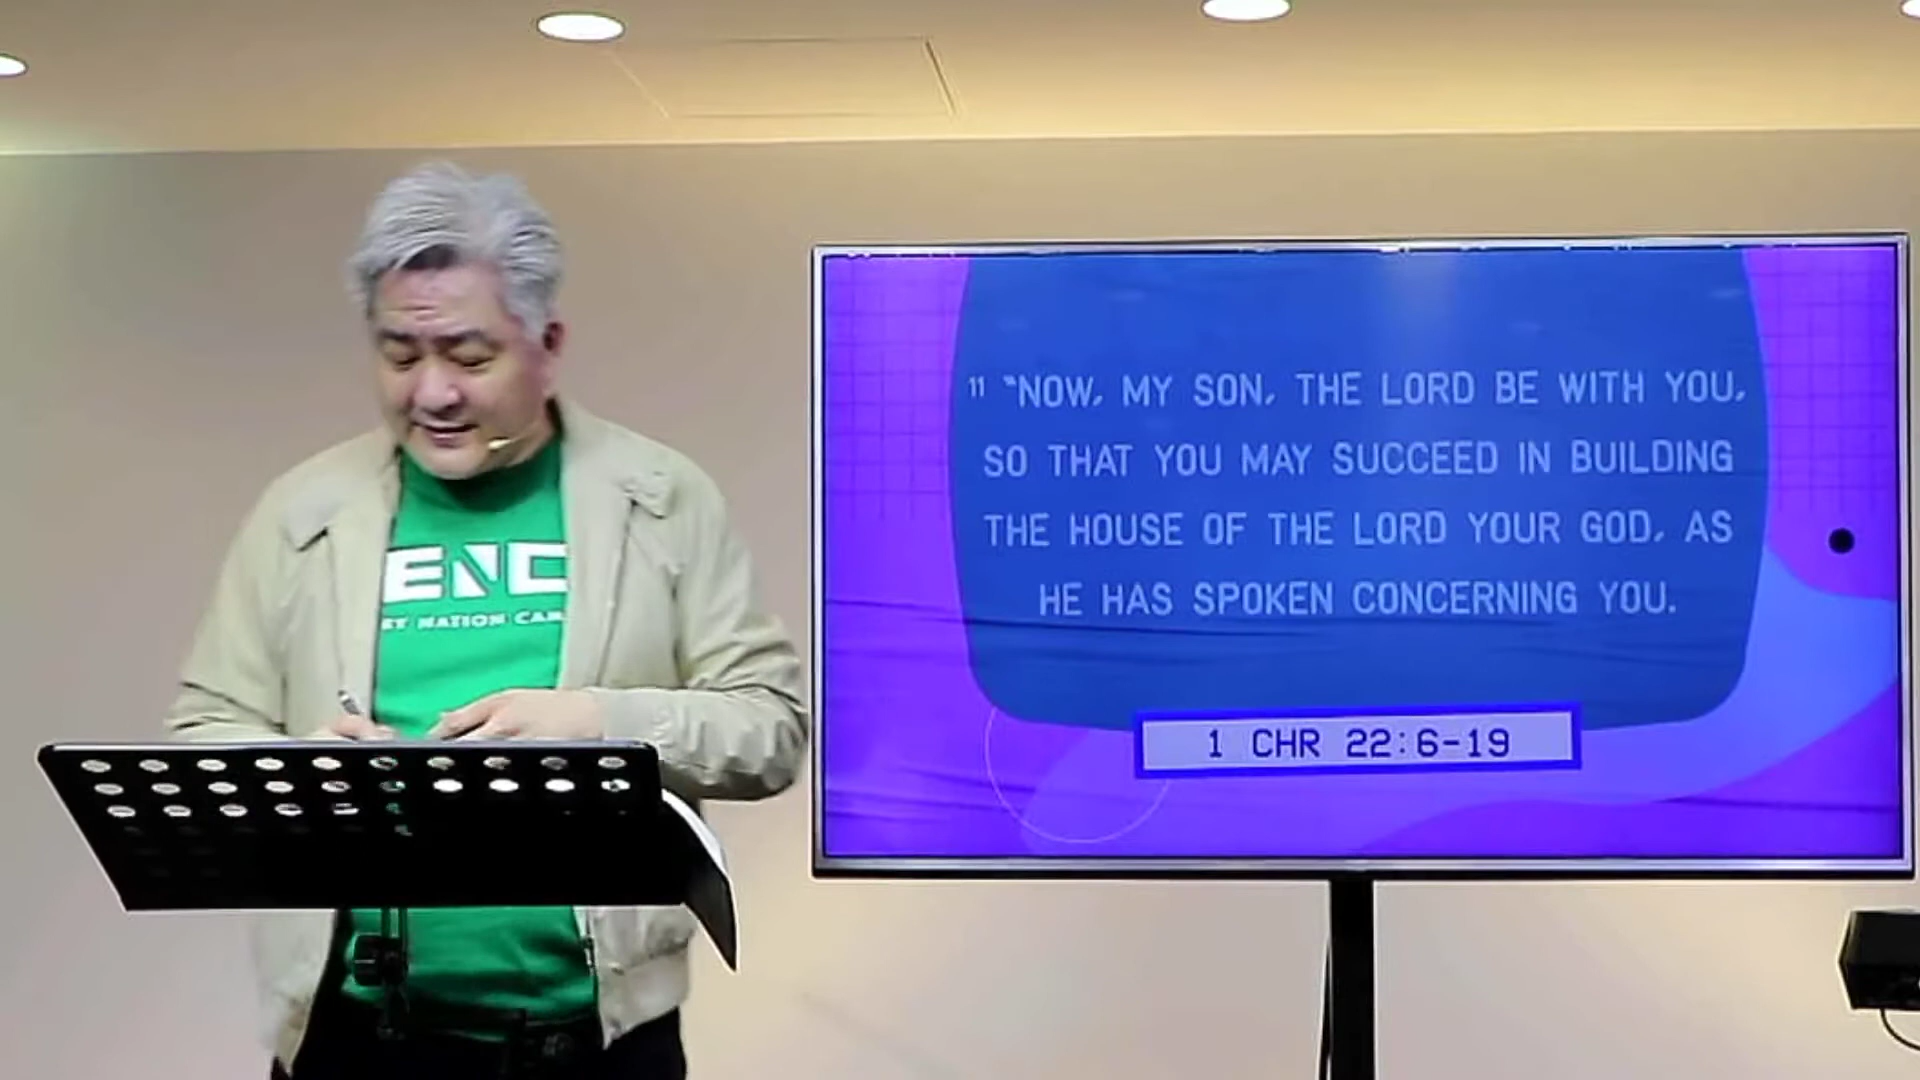 ENC
NATION
11 "NOW, MY SON, THE LORD BE WITH YOU,
SO THAT YOU MAY SUCCEED IN BUILDING
THE HOUSE OF THE LORD YOUR GOD, AS
HE HAS SPOKEN CONCERNING YOU.
1 CHR 22:6-19